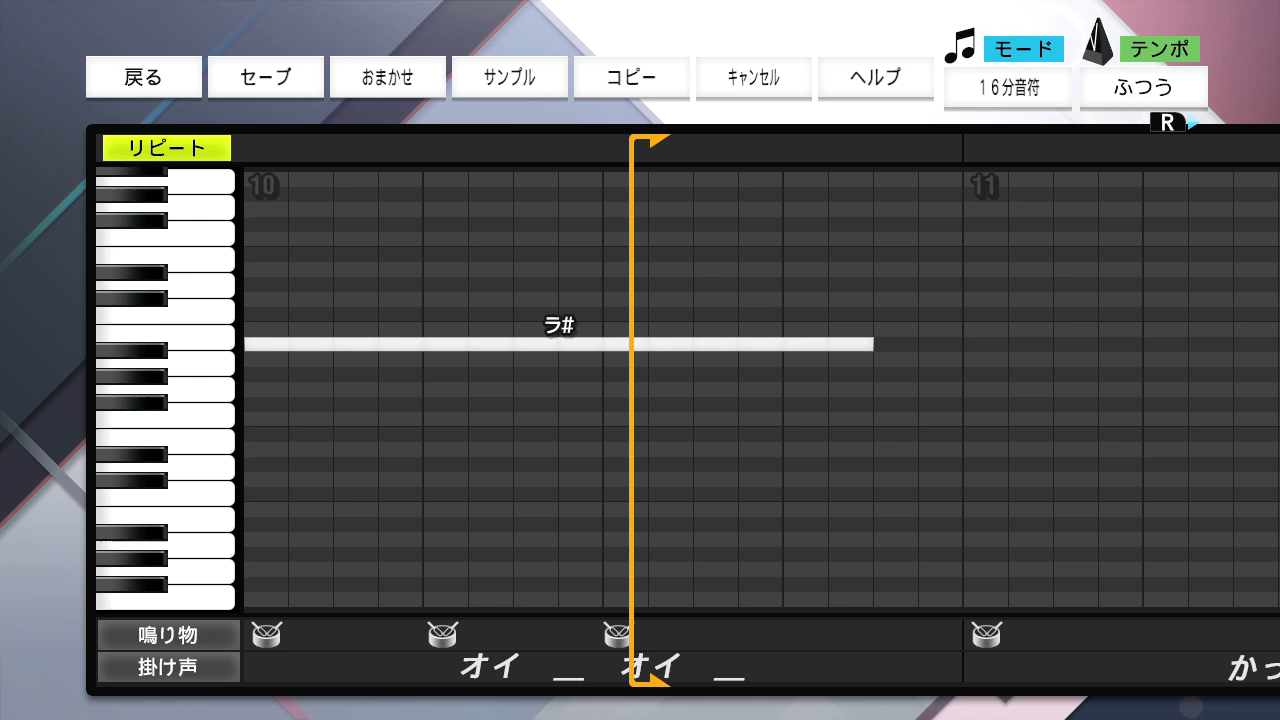 モード テンポ
戻る セーブ おまかせ サンプル コピー キャンセル ヘルプ １６分音符 ふつう
R
リピート
10 11
ラ#
鳴り物
掛け声 オイ __ オイ __ かっ